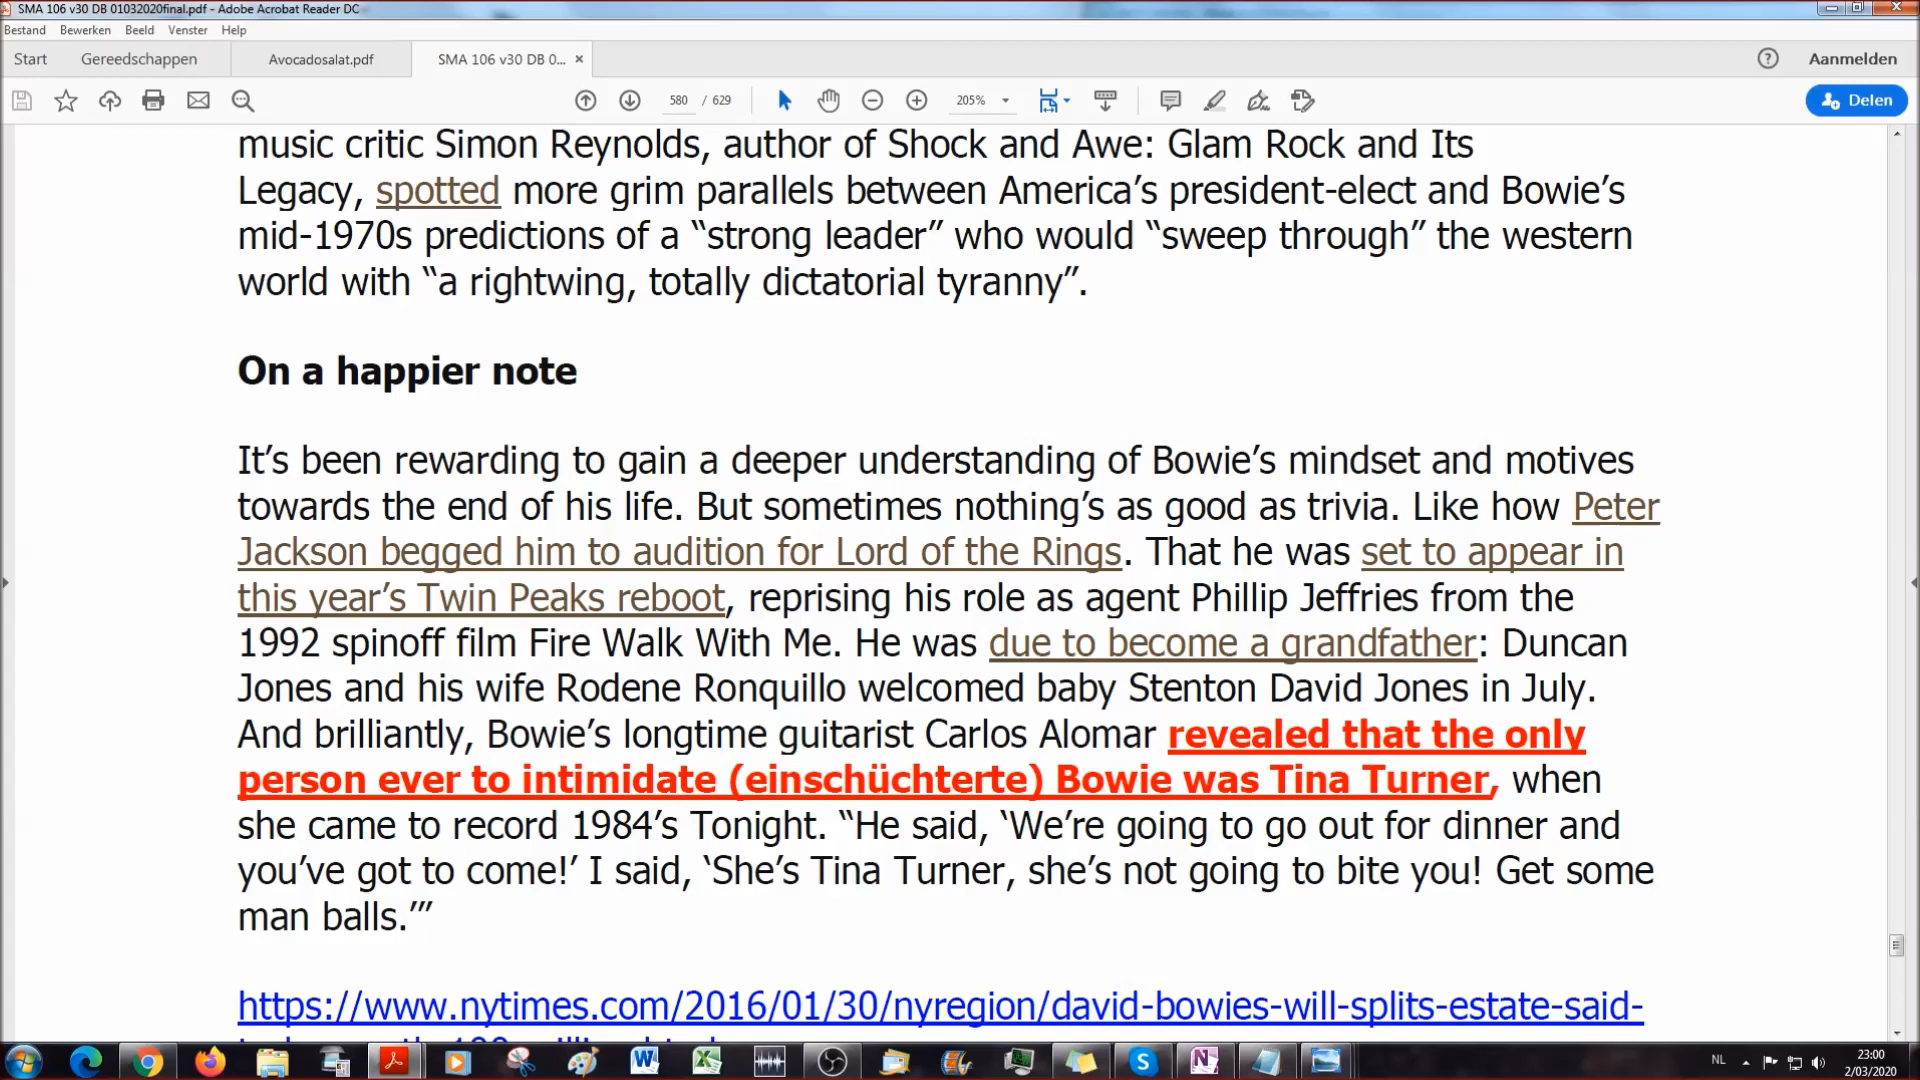 SMA 106 v30 DB 01032020final.pdf - Adobe Acrobat Reader DC
Bestand Bewerken Beeld Venster Help
Start Gereedschappen Avocadosalat.pdf SMA 106 v30 DB 0... × ? Aanmelden
580 / 629 205% Delen
music critic Simon Reynolds, author of Shock and Awe: Glam Rock and Its
Legacy, spotted more grim parallels between America’s president-elect and Bowie’s
mid-1970s predictions of a “strong leader” who would “sweep through” the western
world with “a rightwing, totally dictatorial tyranny”.
On a happier note
It’s been rewarding to gain a deeper understanding of Bowie’s mindset and motives
towards the end of his life. But sometimes nothing’s as good as trivia. Like how Peter
Jackson begged him to audition for Lord of the Rings. That he was set to appear in
this year’s Twin Peaks reboot, reprising his role as agent Phillip Jeffries from the
1992 spinoff film Fire Walk With Me. He was due to become a grandfather: Duncan
Jones and his wife Rodene Ronquillo welcomed baby Stenton David Jones in July.
And brilliantly, Bowie’s longtime guitarist Carlos Alomar revealed that the only
person ever to intimidate (einschüchterte) Bowie was Tina Turner, when
she came to record 1984’s Tonight. “He said, ‘We’re going to go out for dinner and
you’ve got to come!’ I said, ‘She’s Tina Turner, she’s not going to bite you! Get some
man balls.’”
https://www.nytimes.com/2016/01/30/nyregion/david-bowies-will-splits-estate-said-
NL 23:00
2/03/2020